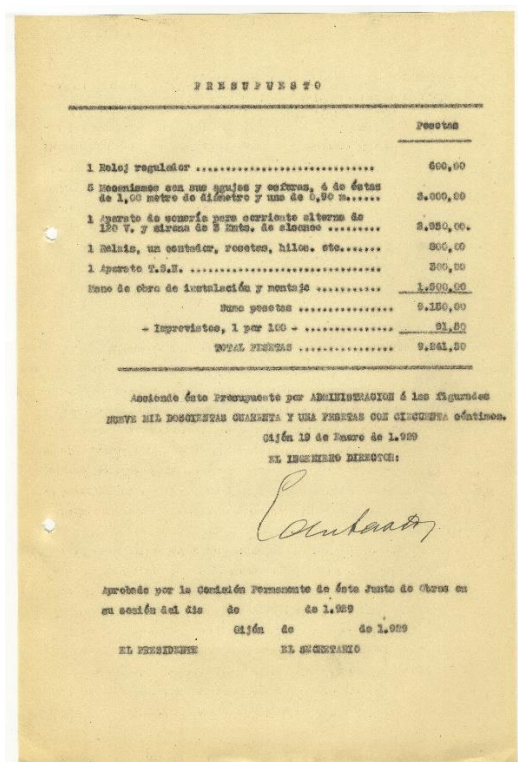 PRESUPUESTO
Pesetas
1 Reloj regulador .............................. 600,00
5 Mecanismos con sus agujas y esferas, 4 de éstas
de 1,00 metro de diámetro y uno de 0,90 m...... 3.000,00
1 Aparato de sonería para corriente alterna de
120 V. y sirena de 3 Kmts. de alcance ......... 2.950,00.
1 Relais, un contador, rosetas, hilos. etc....... 800,00
1 Aparato T.S.H. ............................... 300,00
Mano de obra de instalación y montaje ........... 1.500,00
Suma pesetas ................ 9.150,00
- Imprevistos, 1 por 100 - ............... 91,50
TOTAL PESETAS ................ 9.241,50
Asciende éste Presupuesto por ADMINISTRACION á las figuradas
NUEVE MIL DOSCIENTAS CUARENTA Y UNA PESETAS CON CINCUENTA céntimos.
Gijón 19 de Enero de 1.929
EL INGENIERO DIRECTOR:
Aprobado por la Comisión Permanente de ésta Junta de Obras en
su sesión del dia de de 1.929
Gijón de de 1.929
EL PRESIDENTE EL SECRETARIO